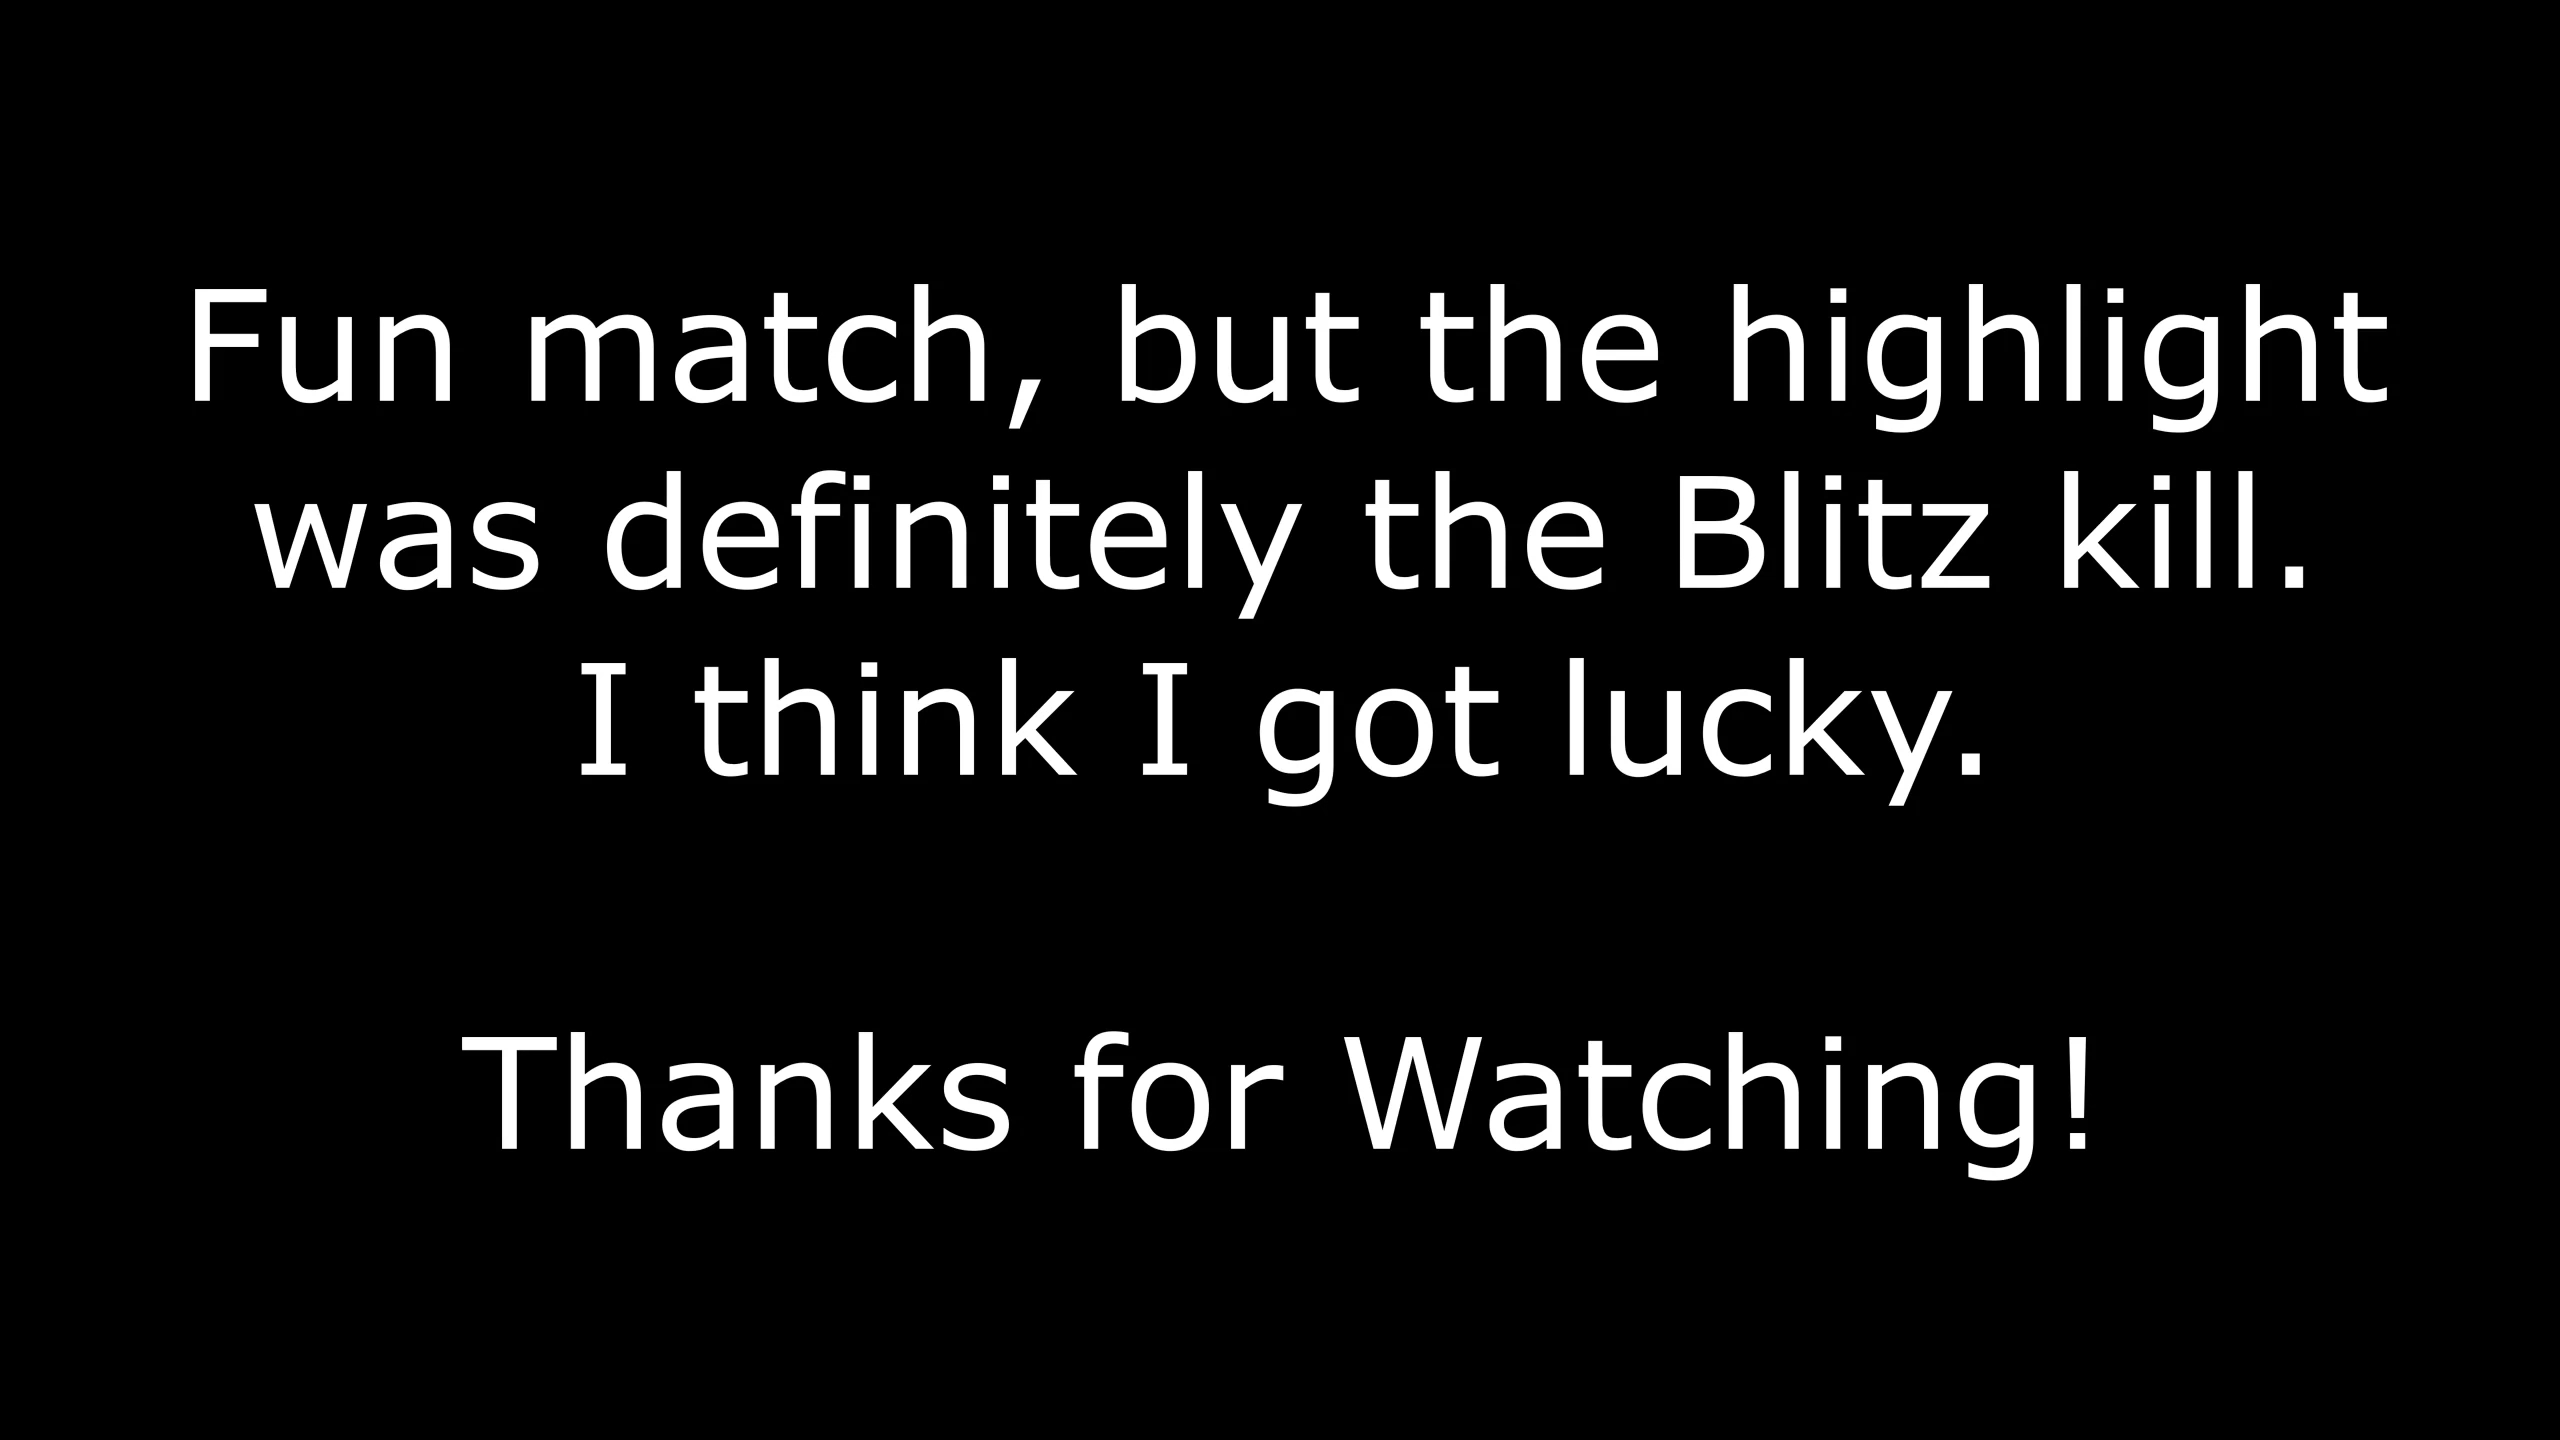 Fun match, but the highlight
was definitely the Blitz kill.
I think I got lucky.
Thanks for Watching!